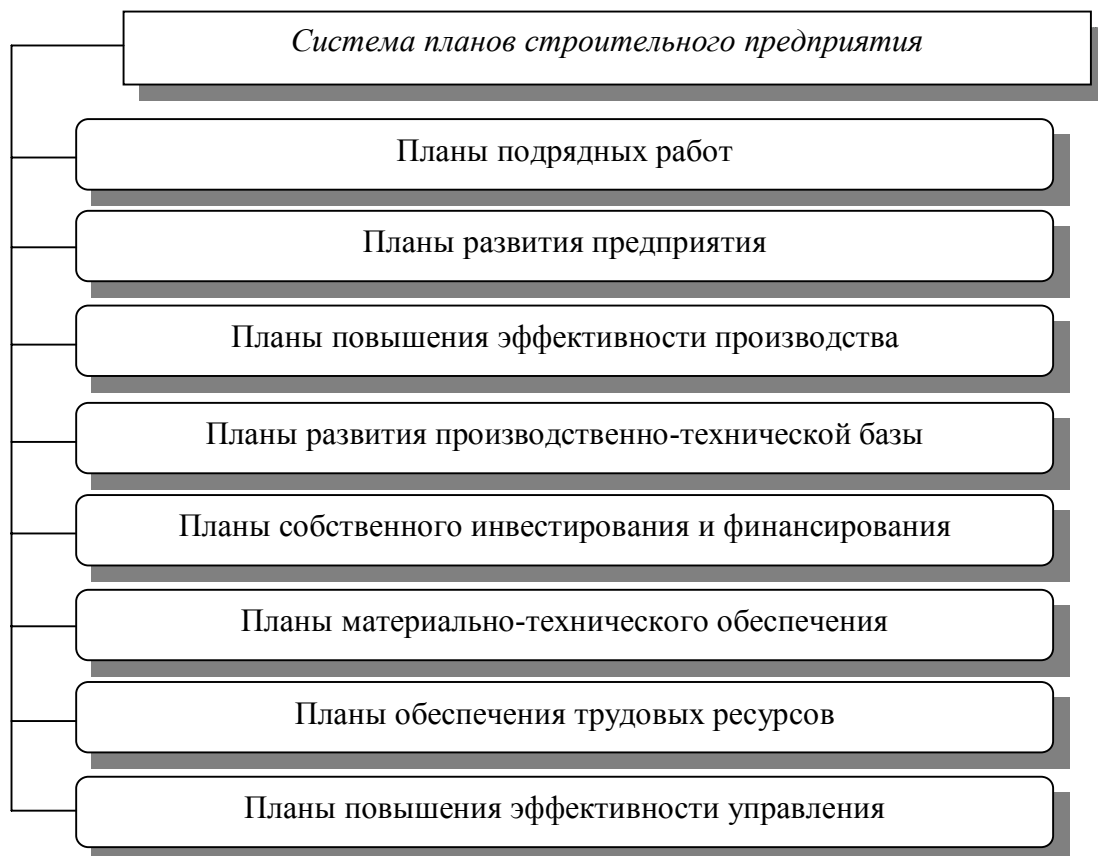 Система планов строительного предприятия
Планы подрядных работ
Планы развития предприятия
Планы повышения эффективности производства
Планы развития производственно-технической базы
Планы собственного инвестирования и финансирования
Планы материально-технического обеспечения
Планы обеспечения трудовых ресурсов
Планы повышения эффективности управления